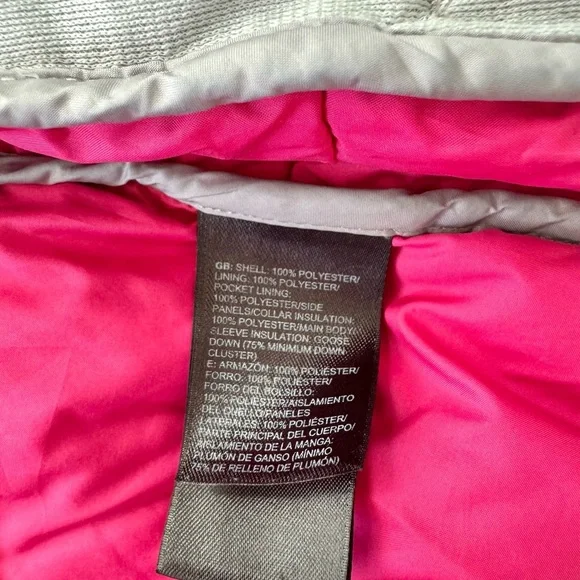 GB: SHELL: 100% POLYESTER/
LINING: 100% POLYESTER/
POCKET LINING:
100% POLYESTER/SIDE
PANELS/COLLAR INSULATION:
100% POLYESTER/MAIN BODY/
SLEEVE INSULATION: GOOSE
DOWN (75% MINIMUM DOWN
CLUSTER)
E: ARMAZÓN: 100% POLIÉSTER/
FORRO: 100% POLIÉSTER/
FORRO DEL BOLSILLO:
100% POLIÉSTER/AISLAMIENTO
DEL CUELLO/PANELES
LATERALES: 100% POLIÉSTER/
PARTE PRINCIPAL DEL CUERPO/
AISLAMIENTO DE LA MANGA:
PLUMÓN DE GANSO (MÍNIMO
75% DE RELLENO DE PLUMÓN)